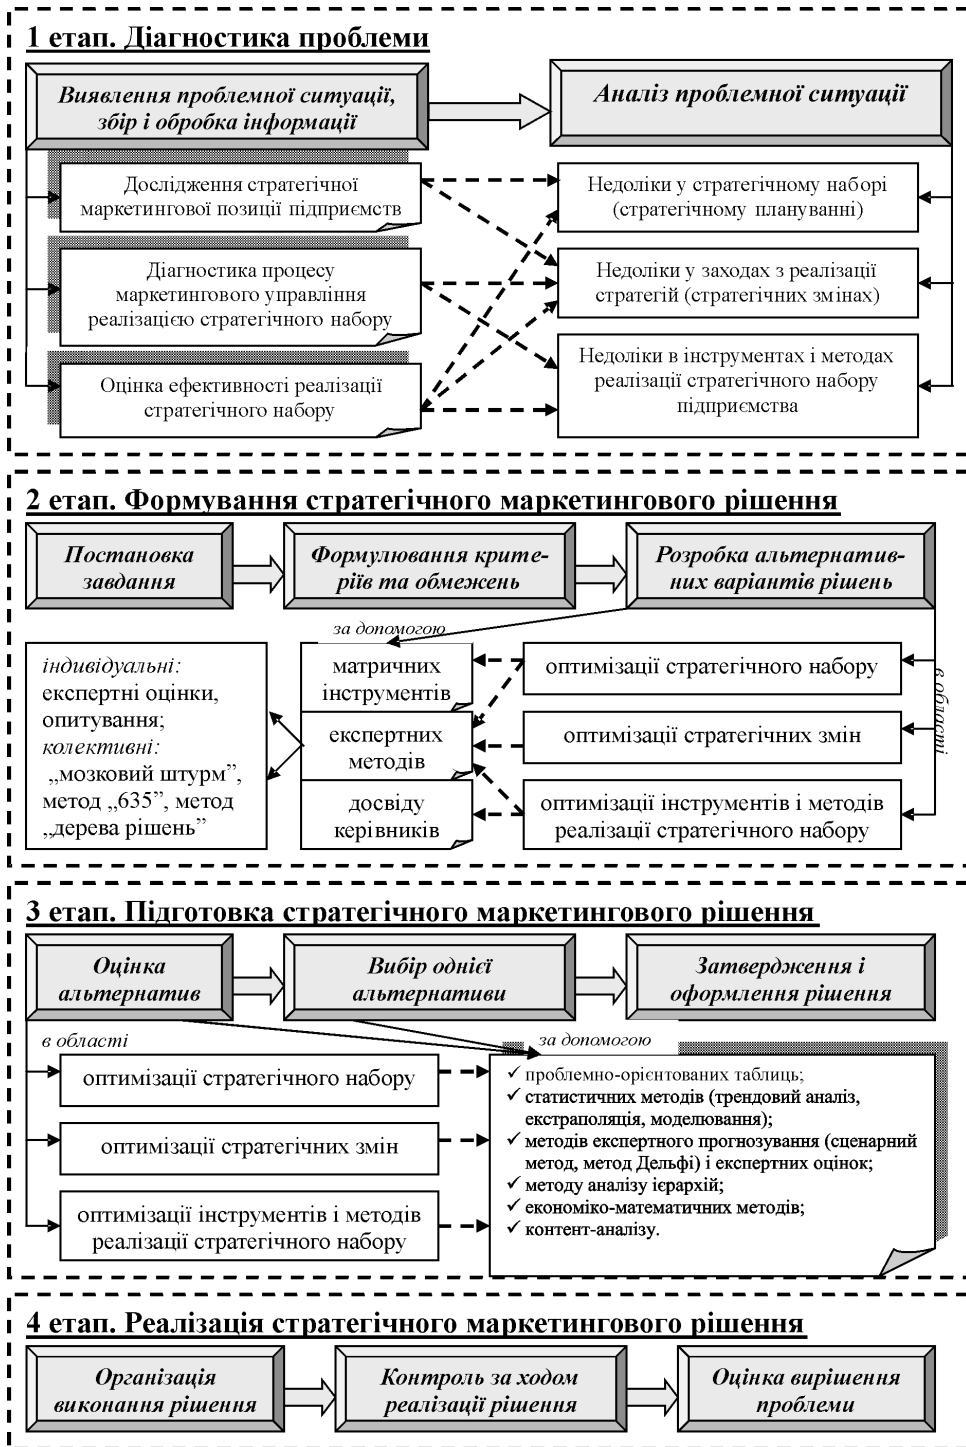 1 етап. Діагностика проблеми
Виявлення проблемної ситуації,
збір і обробка інформації
Аналіз проблемної ситуації
Дослідження стратегічної
маркетингової позиції підприємств
Діагностика процесу
маркетингового управління
реалізацією стратегічного набору
Оцінка ефективності реалізації
стратегічного набору
Недоліки у стратегічному наборі
(стратегічному плануванні)
Недоліки у заходах з реалізації
стратегій (стратегічних змінах)
Недоліки в інструментах і методах
реалізації стратегічного набору
підприємства
2 етап. Формування стратегічного маркетингового рішення
Постановка
завдання
Формулювання крите-
ріїв та обмежень
Розробка альтернатив-
них варіантів рішень
за допомогою
індивідуальні:
експертні оцінки,
опитування;
колективні:
„мозковий штурм”,
метод „635”, метод
„дерева рішень”
матричних
інструментів
експертних
методів
досвіду
керівників
оптимізації стратегічного набору
оптимізації стратегічних змін
оптимізації інструментів і методів
реалізації стратегічного набору
в області
3 етап. Підготовка стратегічного маркетингового рішення
Оцінка
альтернатив
Вибір однієї
альтернативи
Затвердження і
оформлення рішення
в області
за допомогою
оптимізації стратегічного набору
оптимізації стратегічних змін
оптимізації інструментів і методів
реалізації стратегічного набору
✓ проблемно-орієнтованих таблиць;
✓ статистичних методів (трендовий аналіз,
екстраполяція, моделювання);
✓ методів експертного прогнозування (сценарний
метод, метод Дельфі) і експертних оцінок;
✓ методу аналізу ієрархій;
✓ економіко-математичних методів;
✓ контент-аналізу.
4 етап. Реалізація стратегічного маркетингового рішення
Організація
виконання рішення
Контроль за ходом
реалізації рішення
Оцінка вирішення
проблеми